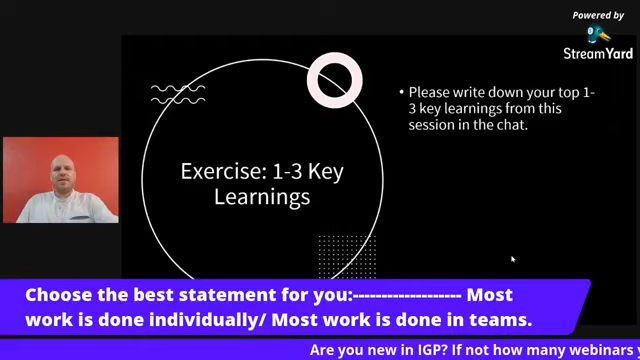 Powered by
StreamYard
• Please write down your top 1-
3 key learnings from this
session in the chat.
Exercise: 1-3 Key
Learnings
Choose the best statement for you:------------------- Most
work is done individually/ Most work is done in teams.
Are you new in IGP? If not how many webinars